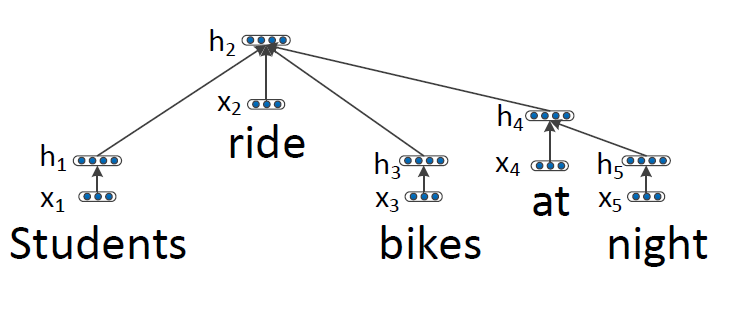 h₂
x₂
ride
h₄
h₁
h₃
x₄
h₅
x₁
x₃
at
x₅
Students
bikes
night